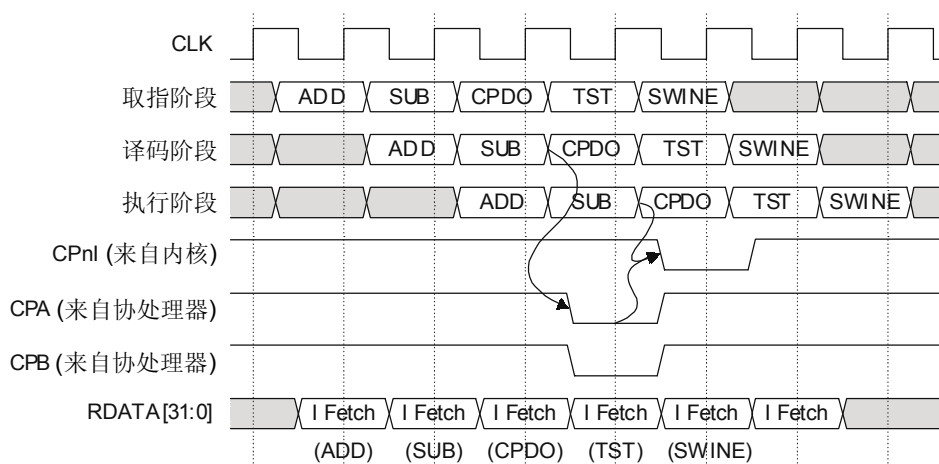 CLK
取指阶段 ADD SUB CPDO TST SWINE
译码阶段 ADD SUB CPDO TST SWINE
执行阶段 ADD SUB CPDO TST SWINE
CPnI (来自内核)
CPA (来自协处理器)
CPB (来自协处理器)
RDATA[31:0] I Fetch I Fetch I Fetch I Fetch I Fetch I Fetch
(ADD) (SUB) (CPDO) (TST) (SWINE)